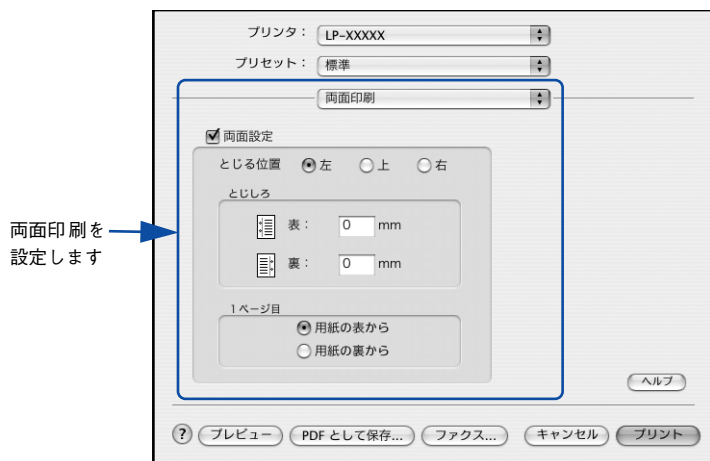 プリンタ： LP-XXXXX
プリセット： 標準
両面印刷
両面設定
とじる位置 左 上 右
とじしろ
表： 0 mm
裏： 0 mm
両面印刷を
設定します
1ページ目
用紙の表から
用紙の裏から
ヘルプ
? プレビュー PDF として保存... ファクス... キャンセル プリント